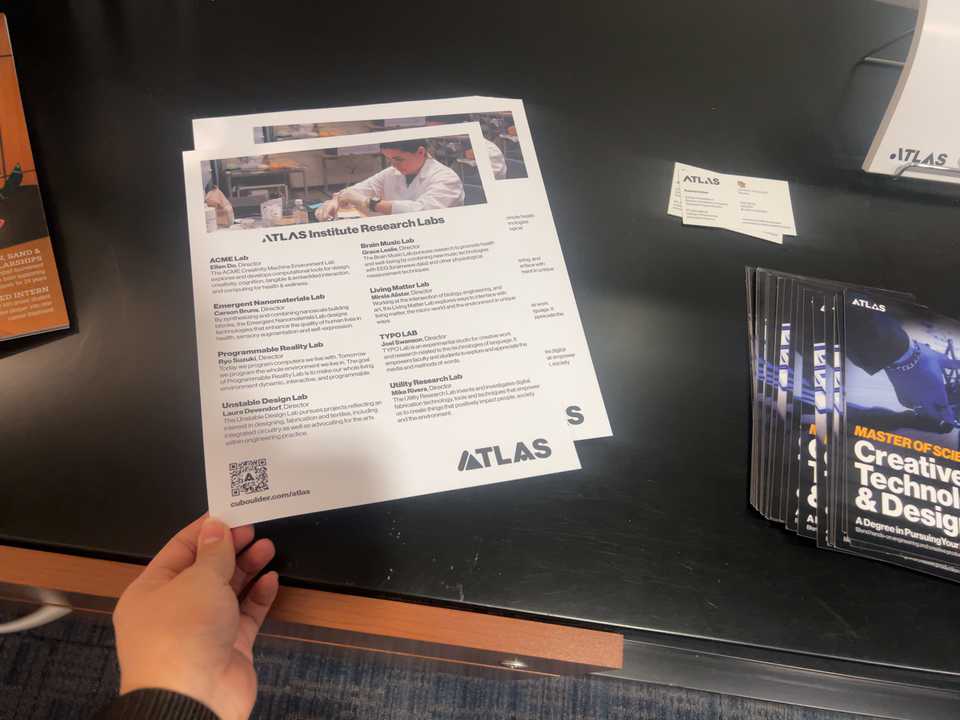 ATLAS Institute Research Labs
ACME Lab
Ellen Do, Director
The ACME Creativity Machine Environment Lab
explore and develops computational tools for design,
creativity, cognition, tangible & embedded interaction,
and computing for health & wellness.
Emergent Nanomaterials Lab
Carson Bruns, Director
By synthesizing and combining nanoscale building
blocks, the Emergent Nanomaterials Lab designs
technologies that enhance the quality of human lives in
health, sensory augmentation and self-expression.
Programmable Reality Lab
Ryo Suzuki, Director
Today we program computers we live with. Tomorrow
we program the whole environment we live in. The goal
of Programmable Reality Lab is to make our whole living
environment dynamic, interactive, and programmable
Unstable Design Lab
Laura Devendorf, Director
The Unstable Design Lab pursues projects reflecting an
interest in designing, fabrication and textiles, including
integrated circuitry as well as advocating for the arts
within engineering practice.
Brain Music Lab
Grace Leslie, Director
The Brain Music Lab pursues research to promote health
and well-being by combining new music technologies
with EEG (brainwave data) and other physiological
measurement techniques.
Living Matter Lab
Mirela Alistar, Director
Working at the intersection of biology, engineering, and
art, the Living Matter Lab explores ways to interface with
living matter, the micro-world and the environment in unique
ways.
TYPO LAB
Joel Swanson, Director
TYPO Lab is an experimental studio for creative work
and research related to the technologies of language. It
empowers faculty and students to explore and appreciate the
media and methods of words.
Utility Research Lab
Mike Rivera, Director
The Utility Research Lab invents and investigates digital
fabrication technology, tools and techniques that empower
us to create things that positively impact people, society
and the environment.
cuboulder.com/atlas
ATLAS
S
ATLAS
ATLAS
ATLAS
MASTER OF SCIE
Creative
Technol
& Desig
A Degree in Pursuing Your